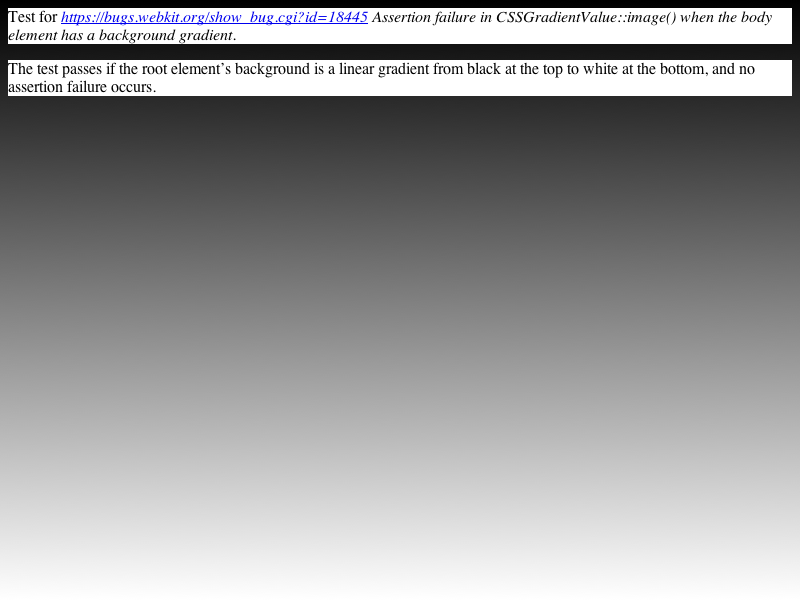 Test for https://bugs.webkit.org/show_bug.cgi?id=18445 Assertion failure in CSSGradientValue::image() when the body
element has a background gradient.
The test passes if the root element’s background is a linear gradient from black at the top to white at the bottom, and no
assertion failure occurs.